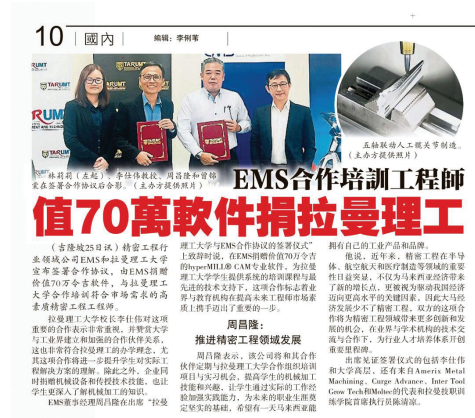 10
國內
编辑：李俐苇
TARUMT
TARUMT
林莉莉（左起）、李仕伟教授、周昌隆和曾锦
棠在签署合作协议后合影。（主办方提供照片）
五轴联动人工髋关节制造。
（主办方提供照片）
EMS合作培訓工程師
值70萬軟件捐拉曼理工
（吉隆坡25日讯）精密工程行
业领级公司EMS和拉曼理工大学
宣布签署合作协议，由EMS捐赠
价值70万令吉软件，与拉曼理工
大学合作培训符合市场需求的高
素质精密工程工程师。
拉曼理工大学校长李仕伟对这项
重要的合作表示非常重视，并赞赏大学
与工业界建立和加强的合作伙伴关系，
这也非常符合拉曼理工的办学理念，尤
其这项合作将进一步提升学生对实际工
程解决方案的理解。除此之外，企业同
时捐赠机械设备和传授技术技能，也让
学生更深入了解机械加工的知识。
EMS董事经理周昌隆在出席“拉曼
理工大学与EMS合作协议的签署仪式”
上致辞时说，在EMS捐赠价值70万令吉
的hyperMILL® CAM专业软件，为拉曼
理工大学学生提供系统的培训课程与最
先进的技术支持下，这项合作标志着业
界与教育机构在提高未来工程师市场素
质上携手迈出了重要的一步。
周昌隆：
推进精密工程领域发展
周昌隆表示，该公司将和其合作
伙伴定期与拉曼理工大学合作组织培训
项目与实习机会，提高学生的机械加工
技能和兴趣，让学生通过实际的工作经
验加强实践能力，为未来的职业生涯奠
定坚实的基础，希望有一天马来西亚能
拥有自己的工业产品和品牌。
他说，近年来，精密工程在半导
体、航空航天和医疗制造等领域的重要
性日益突显，不仅为马来西亚经济带来
了新的增长点，更被视为驱动我国经济
迈向更高水平的关键因素，因此大马经
济发展少不了精密工程，双方的这项合
作将为精密工程领域带来更多创新和发
展的机会，在业界与学术机构的技术交
流与合作下，为行业人才培养体系开创
重要里程碑。
出席见证签署仪式的包括李仕伟
和大学高层，还有来自Amerix Metal
Machining、Curge Advance、Inter Tool
Grow Tech和Moltec的代表和拉曼技职训
练学院首席执行员陈清凉。